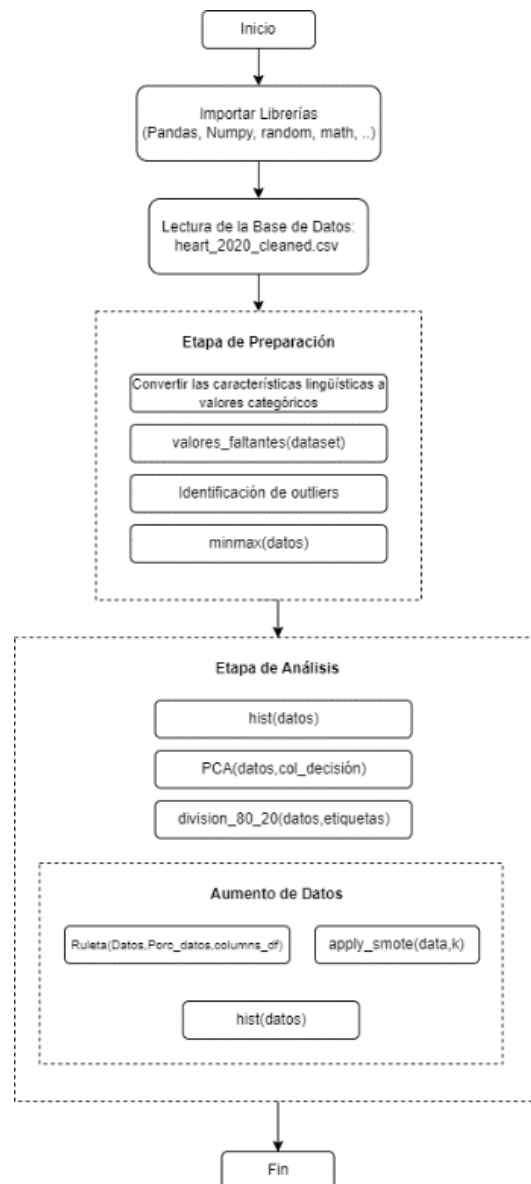 Inicio
Importar Librerías
(Pandas, Numpy, random, math, ..)
Lectura de la Base de Datos:
heart_2020_cleaned.csv
Etapa de Preparación
Convertir las características lingüísticas a
valores categóricos
valores_faltantes(dataset)
Identificación de outliers
minmax(datos)
Etapa de Análisis
hist(datos)
PCA(datos,col_decisión)
division_80_20(datos,etiquetas)
Aumento de Datos
Ruleta(Datos,Porc_datos,columns_df)
apply_smote(data,k)
hist(datos)
Fin